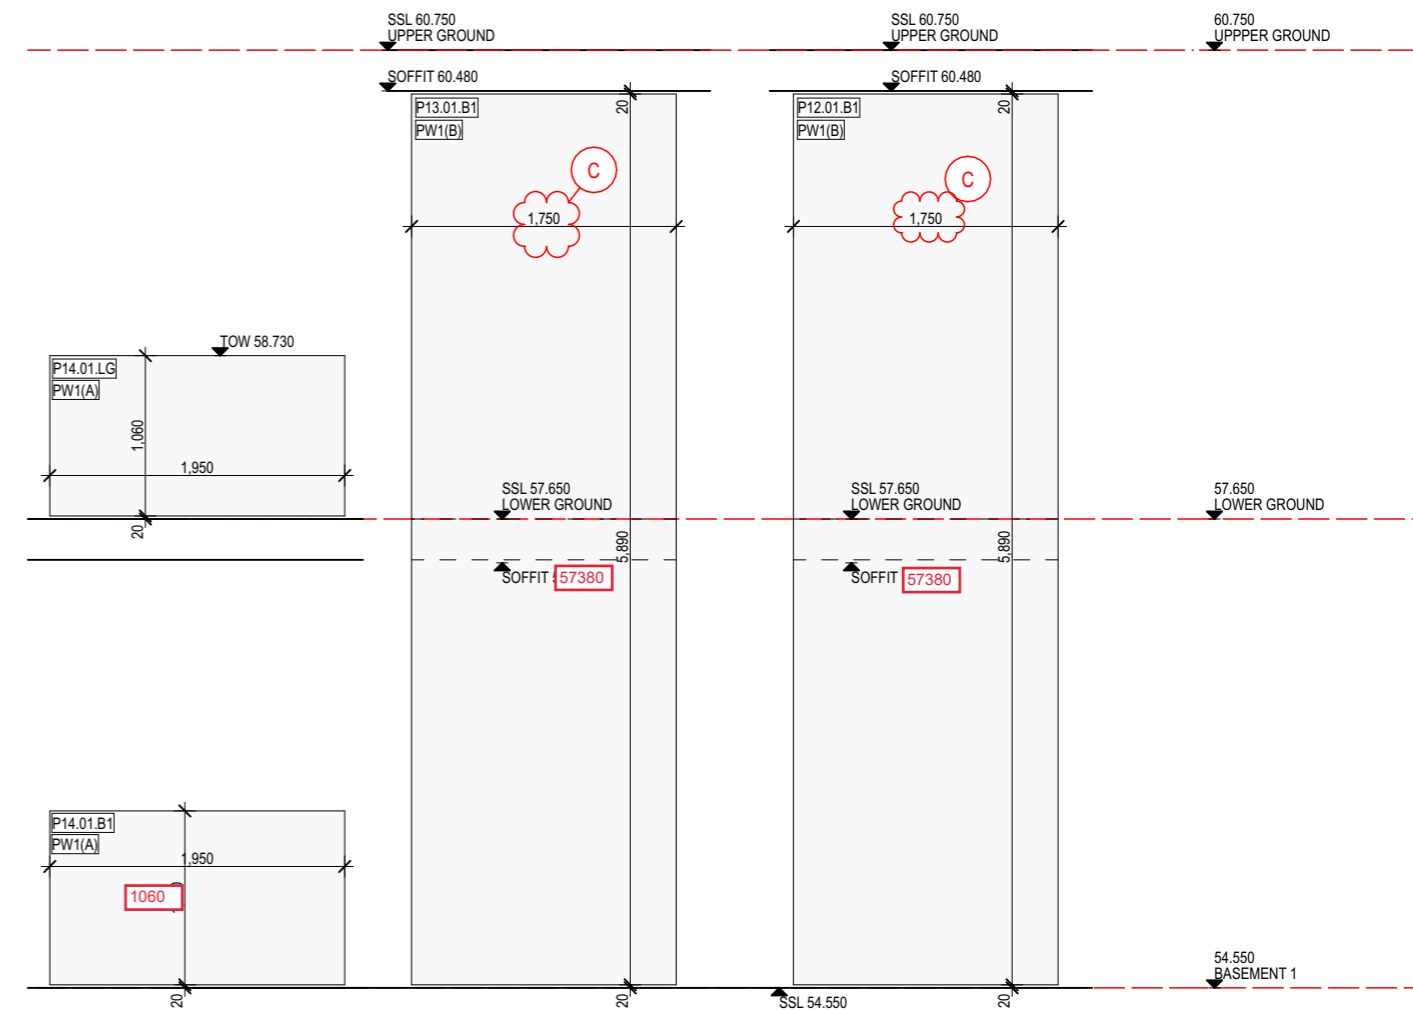 SSL 60.750
UPPER GROUND
SSL 60.750
UPPER GROUND
60.750
UPPPER GROUND
SOFFIT 60.480
SOFFIT 60.480
P13.01.B1
PW1(B)
20
P12.01.B1
PW1(B)
20
C
C
1,750
1,750
TOW 58.730
P14.01.LG
PW1(A)
1,060
1,950
20
SSL 57.650
LOWER GROUND
SSL 57.650
LOWER GROUND
57.650
LOWER GROUND
5,890
5,890
SOFFIT
57380
SOFFIT
57380
P14.01.B1
PW1(A)
1,950
1060
54.550
BASEMENT 1
20
20
SSL 54.550
20